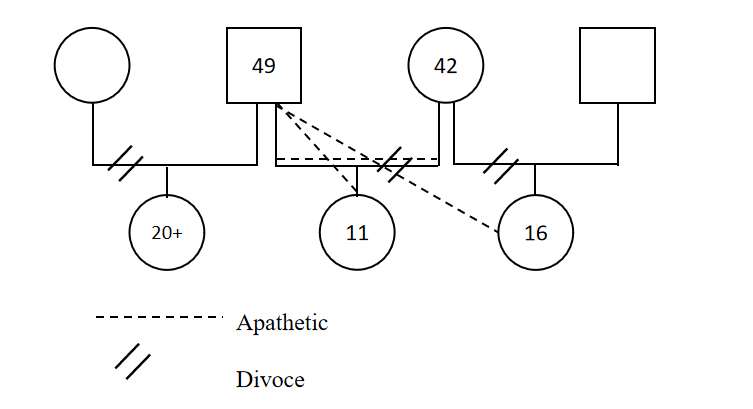 49
42
20+
11
16
Apathetic
Divoce